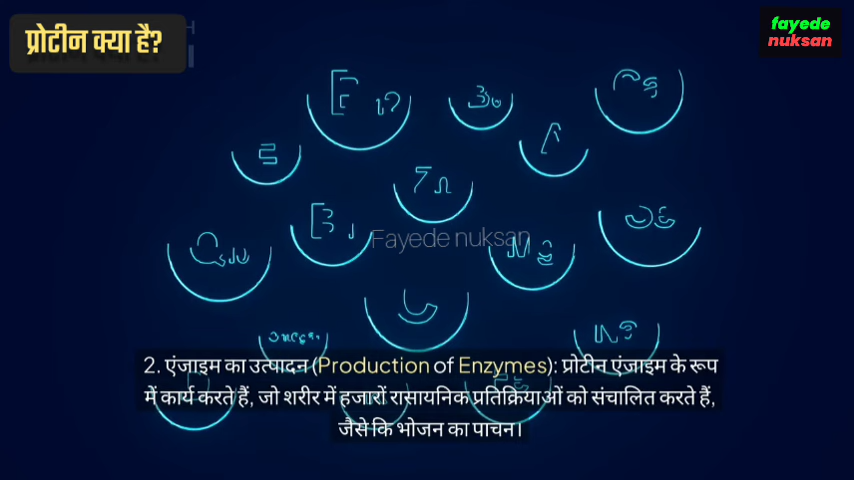 प्रोटीन क्या है?
fayede
nuksan
Fayede nuksan
2. एंजाइम का उत्पादन (Production of Enzymes): प्रोटीन एंजाइम के रूप
में कार्य करते हैं, जो शरीर में हजारों रासायनिक प्रतिक्रियाओं को संचालित करते हैं,
जैसे कि भोजन का पाचन।